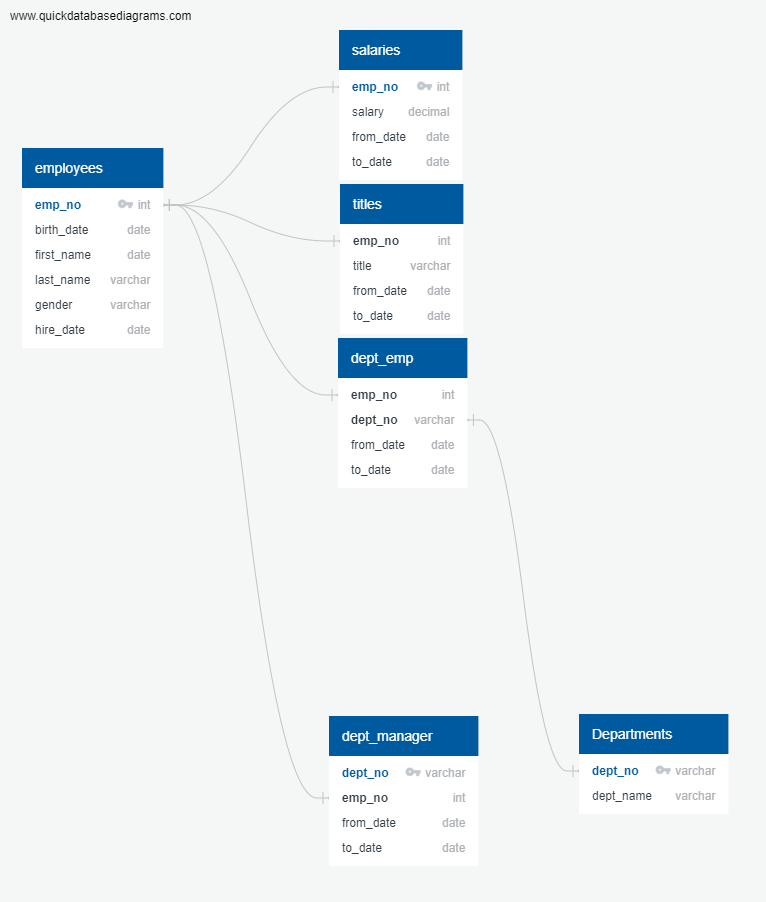 www.quickdatabasediagrams.com
salaries
emp_no int
salary decimal
from_date date
to_date date
employees
emp_no int
birth_date date
first_name date
last_name varchar
gender varchar
hire_date date
titles
emp_no int
title varchar
from_date date
to_date date
dept_emp
emp_no int
dept_no varchar
from_date date
to_date date
dept_manager
dept_no varchar
emp_no int
from_date date
to_date date
Departments
dept_no varchar
dept_name varchar